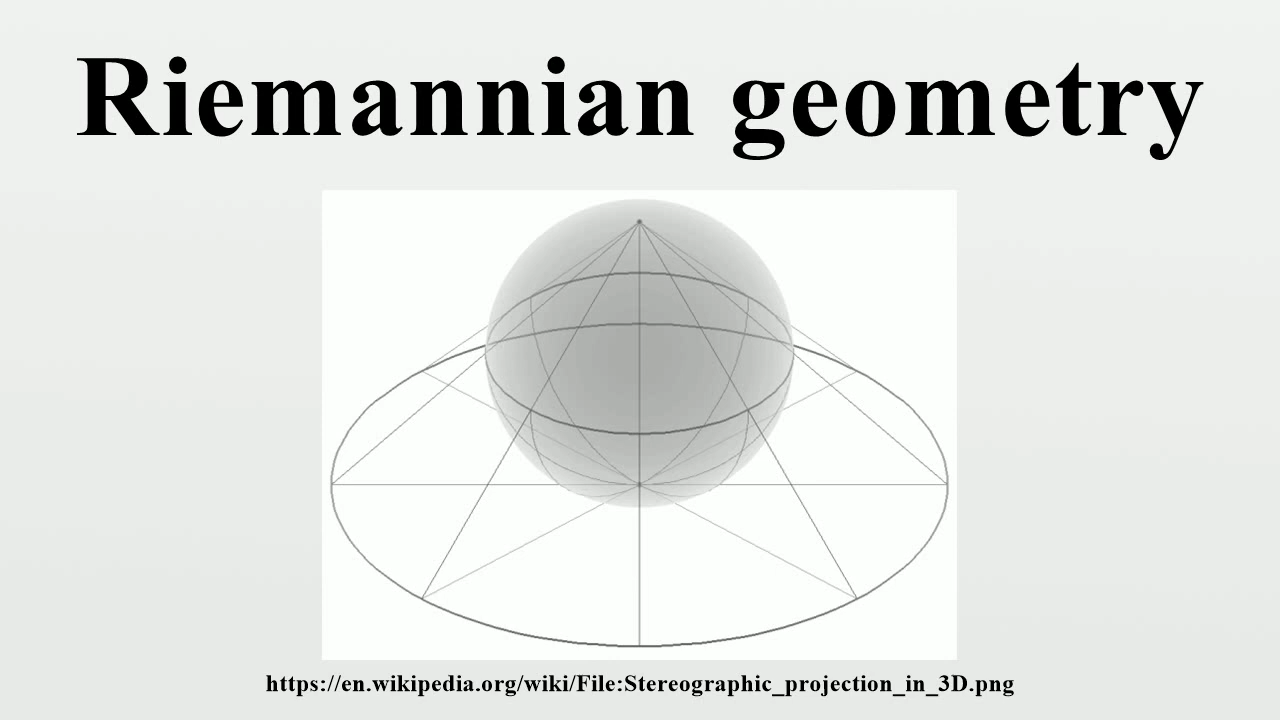 Riemannian geometry
https://en.wikipedia.org/wiki/File:Stereographic_projection_in_3D.png